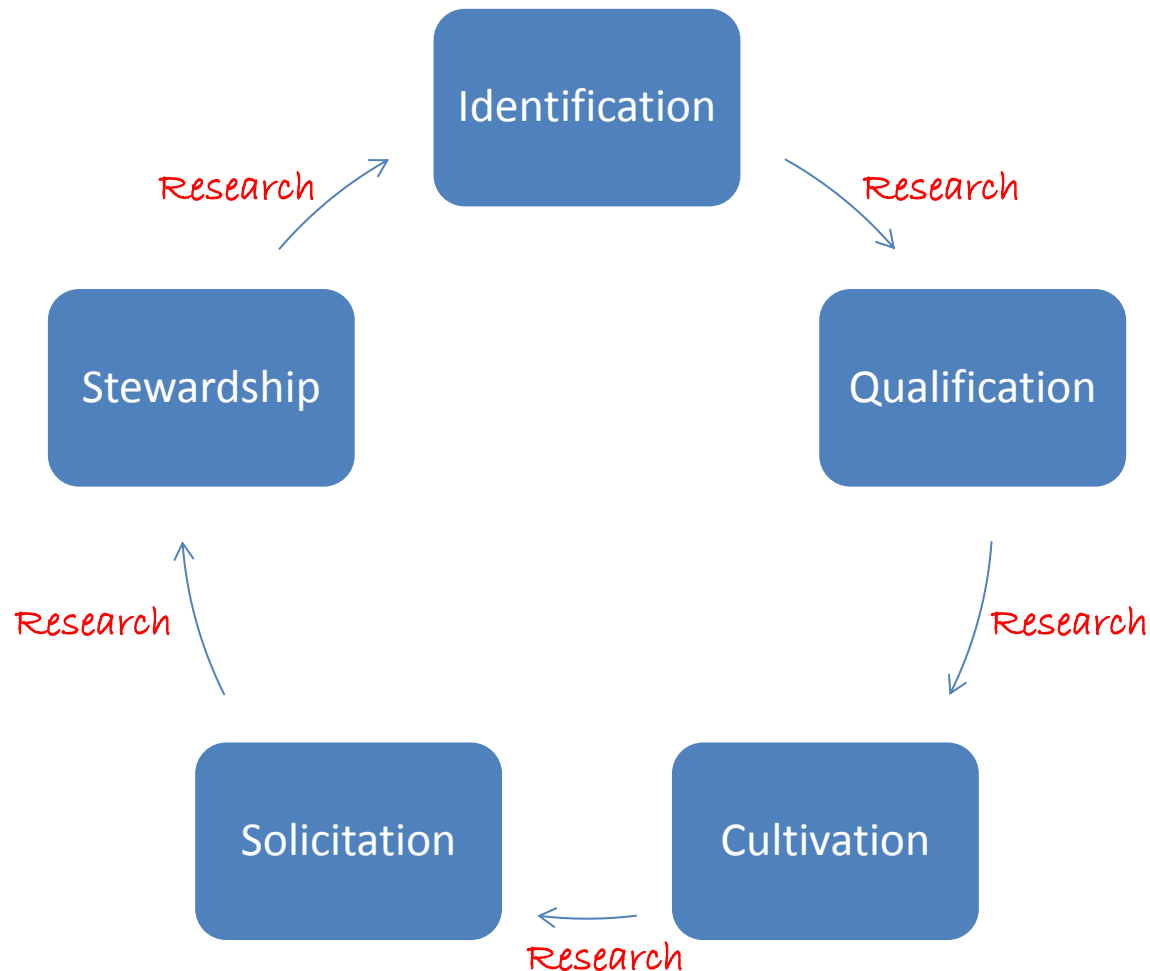 Identification
Research
Research
Stewardship
Qualification
Research
Research
Solicitation
Cultivation
Research